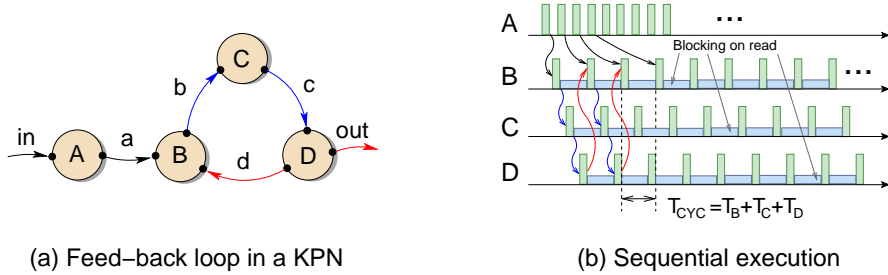 in
A
a
B
b
C
c
D
d
out
(a) Feed–back loop in a KPN
A
...
Blocking on read
B
...
C
D
T_CYC = T_B + T_C + T_D
(b) Sequential execution